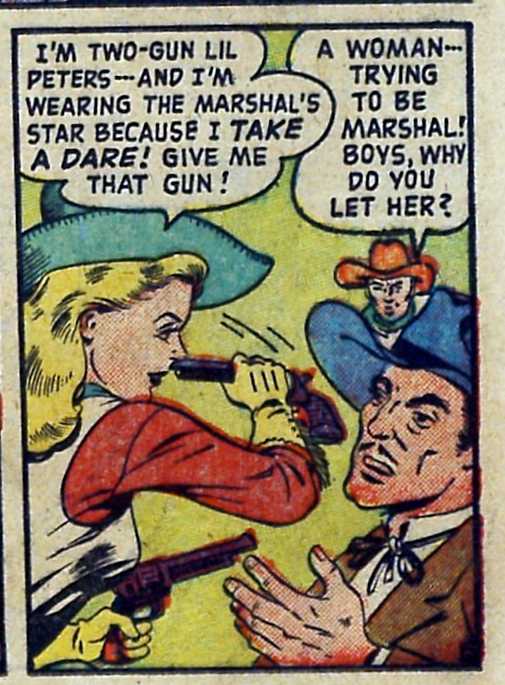 I'M TWO-GUN LIL
PETERS---AND I'M
WEARING THE MARSHAL'S
STAR BECAUSE I TAKE
A DARE! GIVE ME
THAT GUN!
A WOMAN---
TRYING
TO BE
MARSHAL!
BOYS, WHY
DO YOU
LET HER?